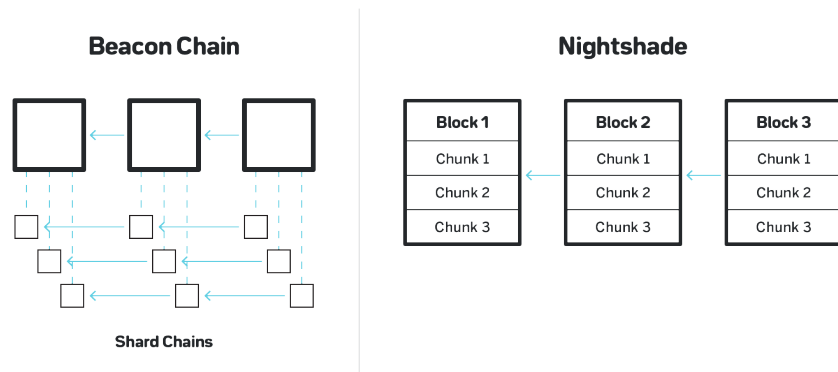 Beacon Chain
Shard Chains
Nightshade
Block 1
Chunk 1
Chunk 2
Chunk 3
Block 2
Chunk 1
Chunk 2
Chunk 3
Block 3
Chunk 1
Chunk 2
Chunk 3